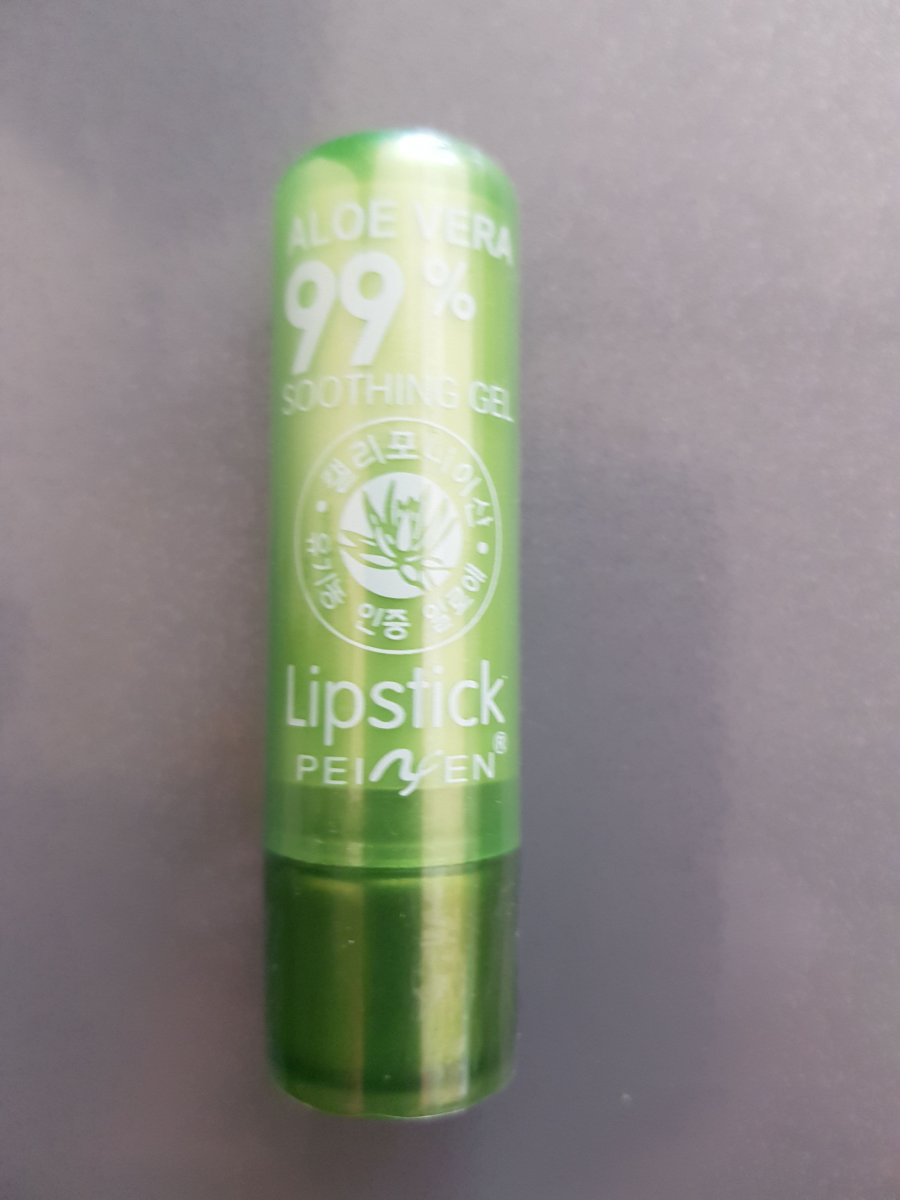 ALOE VERA
99%
SOOTHING GEL
캘리포니아산 • 유기농 인증 알로에 •
Lipstick
PEIYEN®